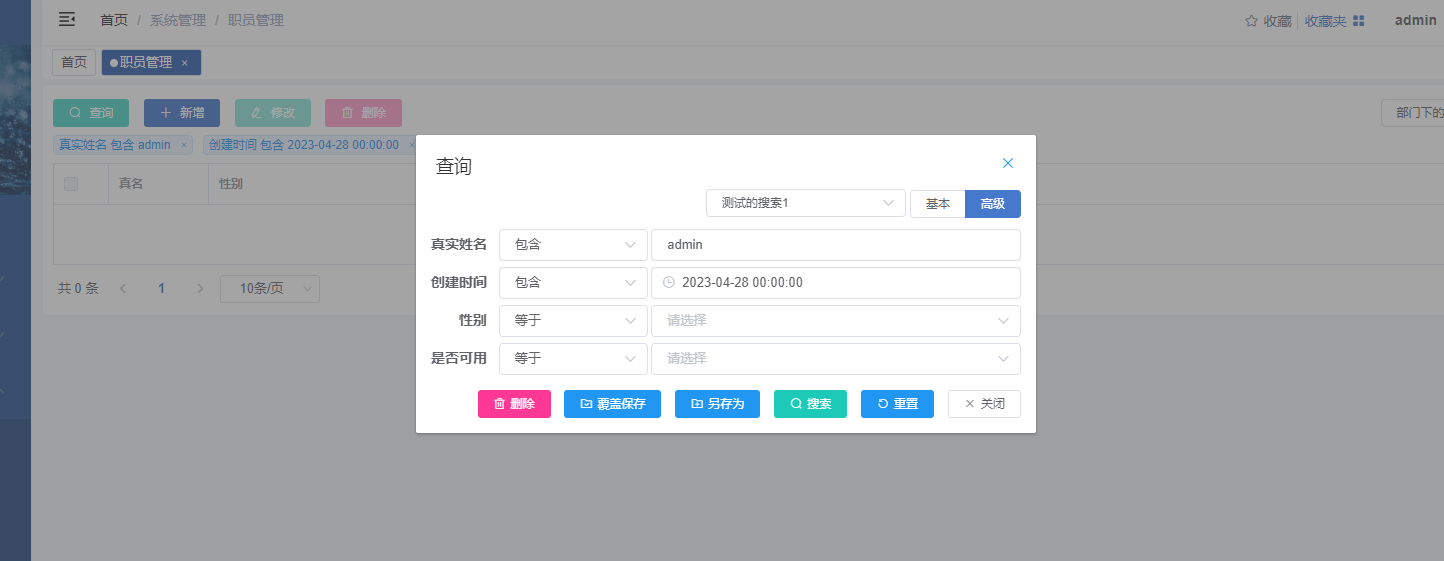 首页 / 系统管理 / 职员管理
收藏 收藏夹 admin
首页 职员管理 ×
查询 新增 修改 删除
部门下的
真实姓名 包含 admin × 创建时间 包含 2023-04-28 00:00:00 ×
真名 性别
共 0 条 1 10条/页
查询
测试的搜索1 基本 高级
真实姓名 包含 admin
创建时间 包含 2023-04-28 00:00:00
性别 等于 请选择
是否可用 等于 请选择
删除 覆盖保存 另存为 搜索 重置 关闭